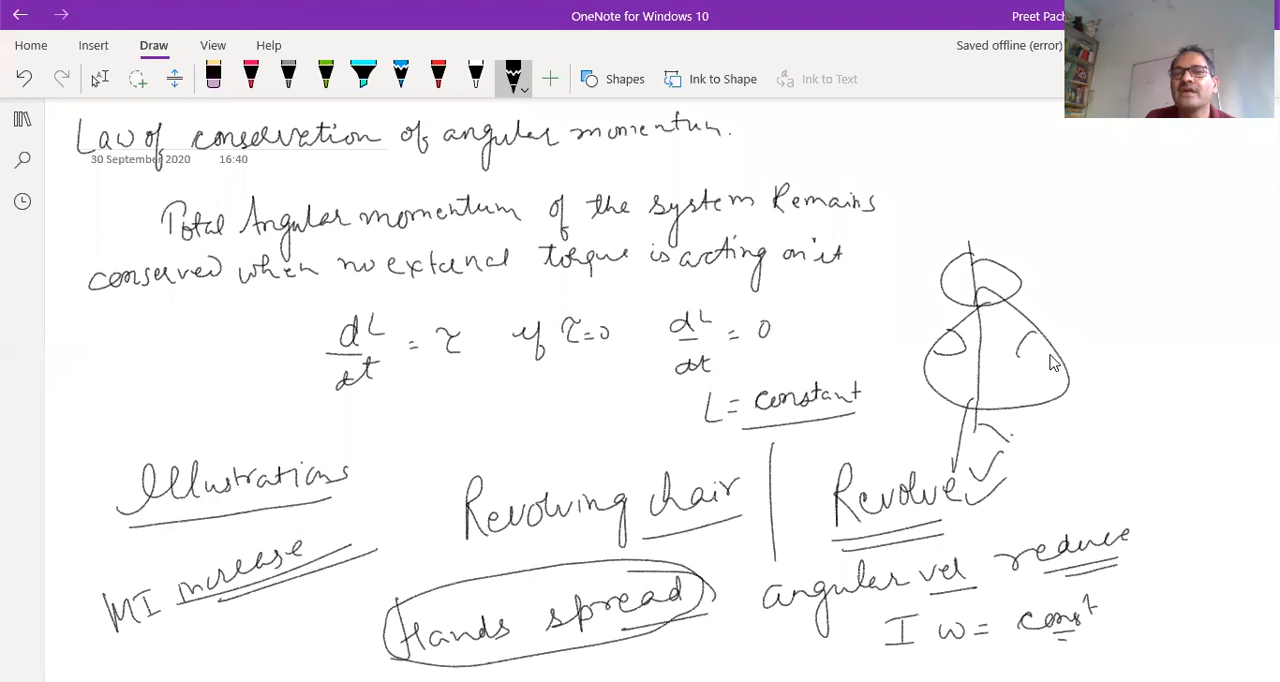 OneNote for Windows 10
Preet Pach
Home Insert Draw View Help
Saved offline (error)
Shapes Ink to Shape Ink to Text
Law of conservation of angular momentum.
30 September 2020 16:40
Total Angular momentum of the system Remains
conserved when no external torque is acting on it
dL/dt = τ if τ=0 dL/dt = 0
L = constant
Illustrations
Revolving chair
Revolve
MI increase
Hands spread
angular vel reduce
I ω = const